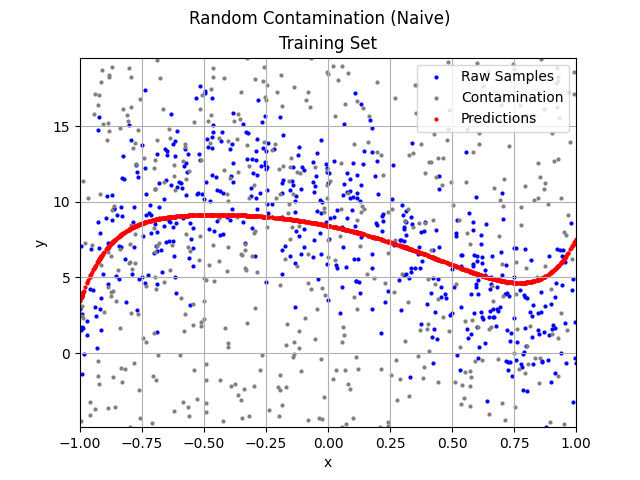 Random Contamination (Naive)
Training Set
Raw Samples
Contamination
Predictions
y
15
10
5
0
−1.00 −0.75 −0.50 −0.25 0.00 0.25 0.50 0.75 1.00
x